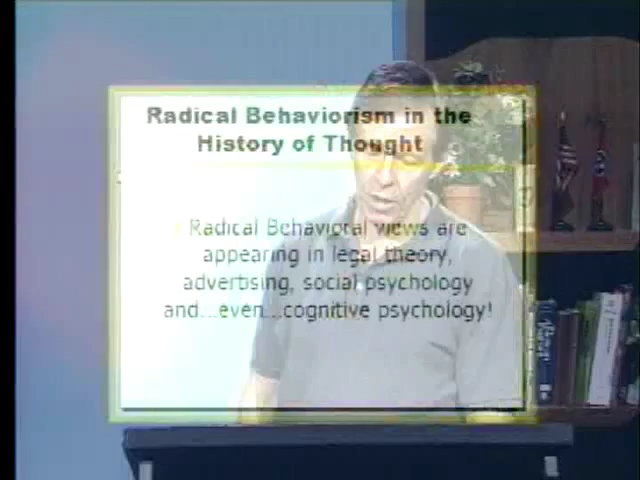 Radical Behaviorism in the
History of Thought
Radical Behavioral views are
appearing in legal theory,
advertising, social psychology
and...even...cognitive psychology!